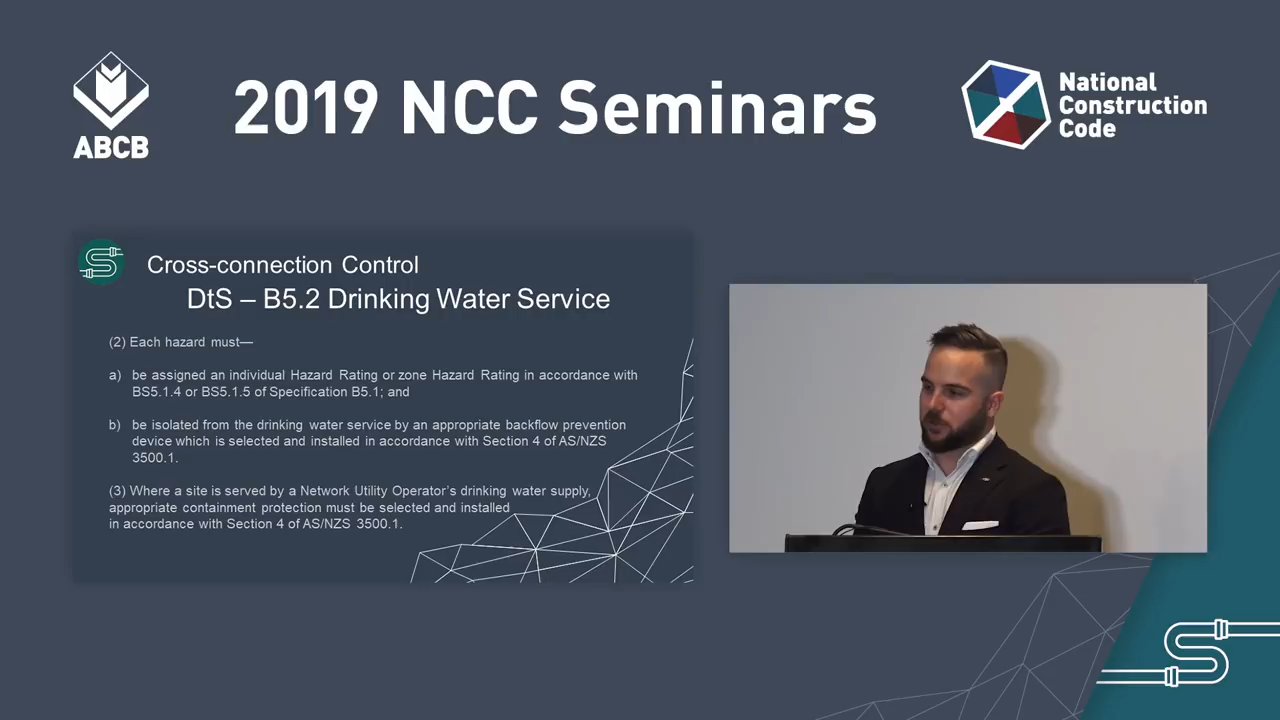 ABCB
2019 NCC Seminars
National
Construction
Code
Cross-connection Control
DtS – B5.2 Drinking Water Service
(2) Each hazard must—
a) be assigned an individual Hazard Rating or zone Hazard Rating in accordance with
BS5.1.4 or BS5.1.5 of Specification B5.1; and
b) be isolated from the drinking water service by an appropriate backflow prevention
device which is selected and installed in accordance with Section 4 of AS/NZS
3500.1.
(3) Where a site is served by a Network Utility Operator's drinking water supply,
appropriate containment protection must be selected and installed
in accordance with Section 4 of AS/NZS 3500.1.